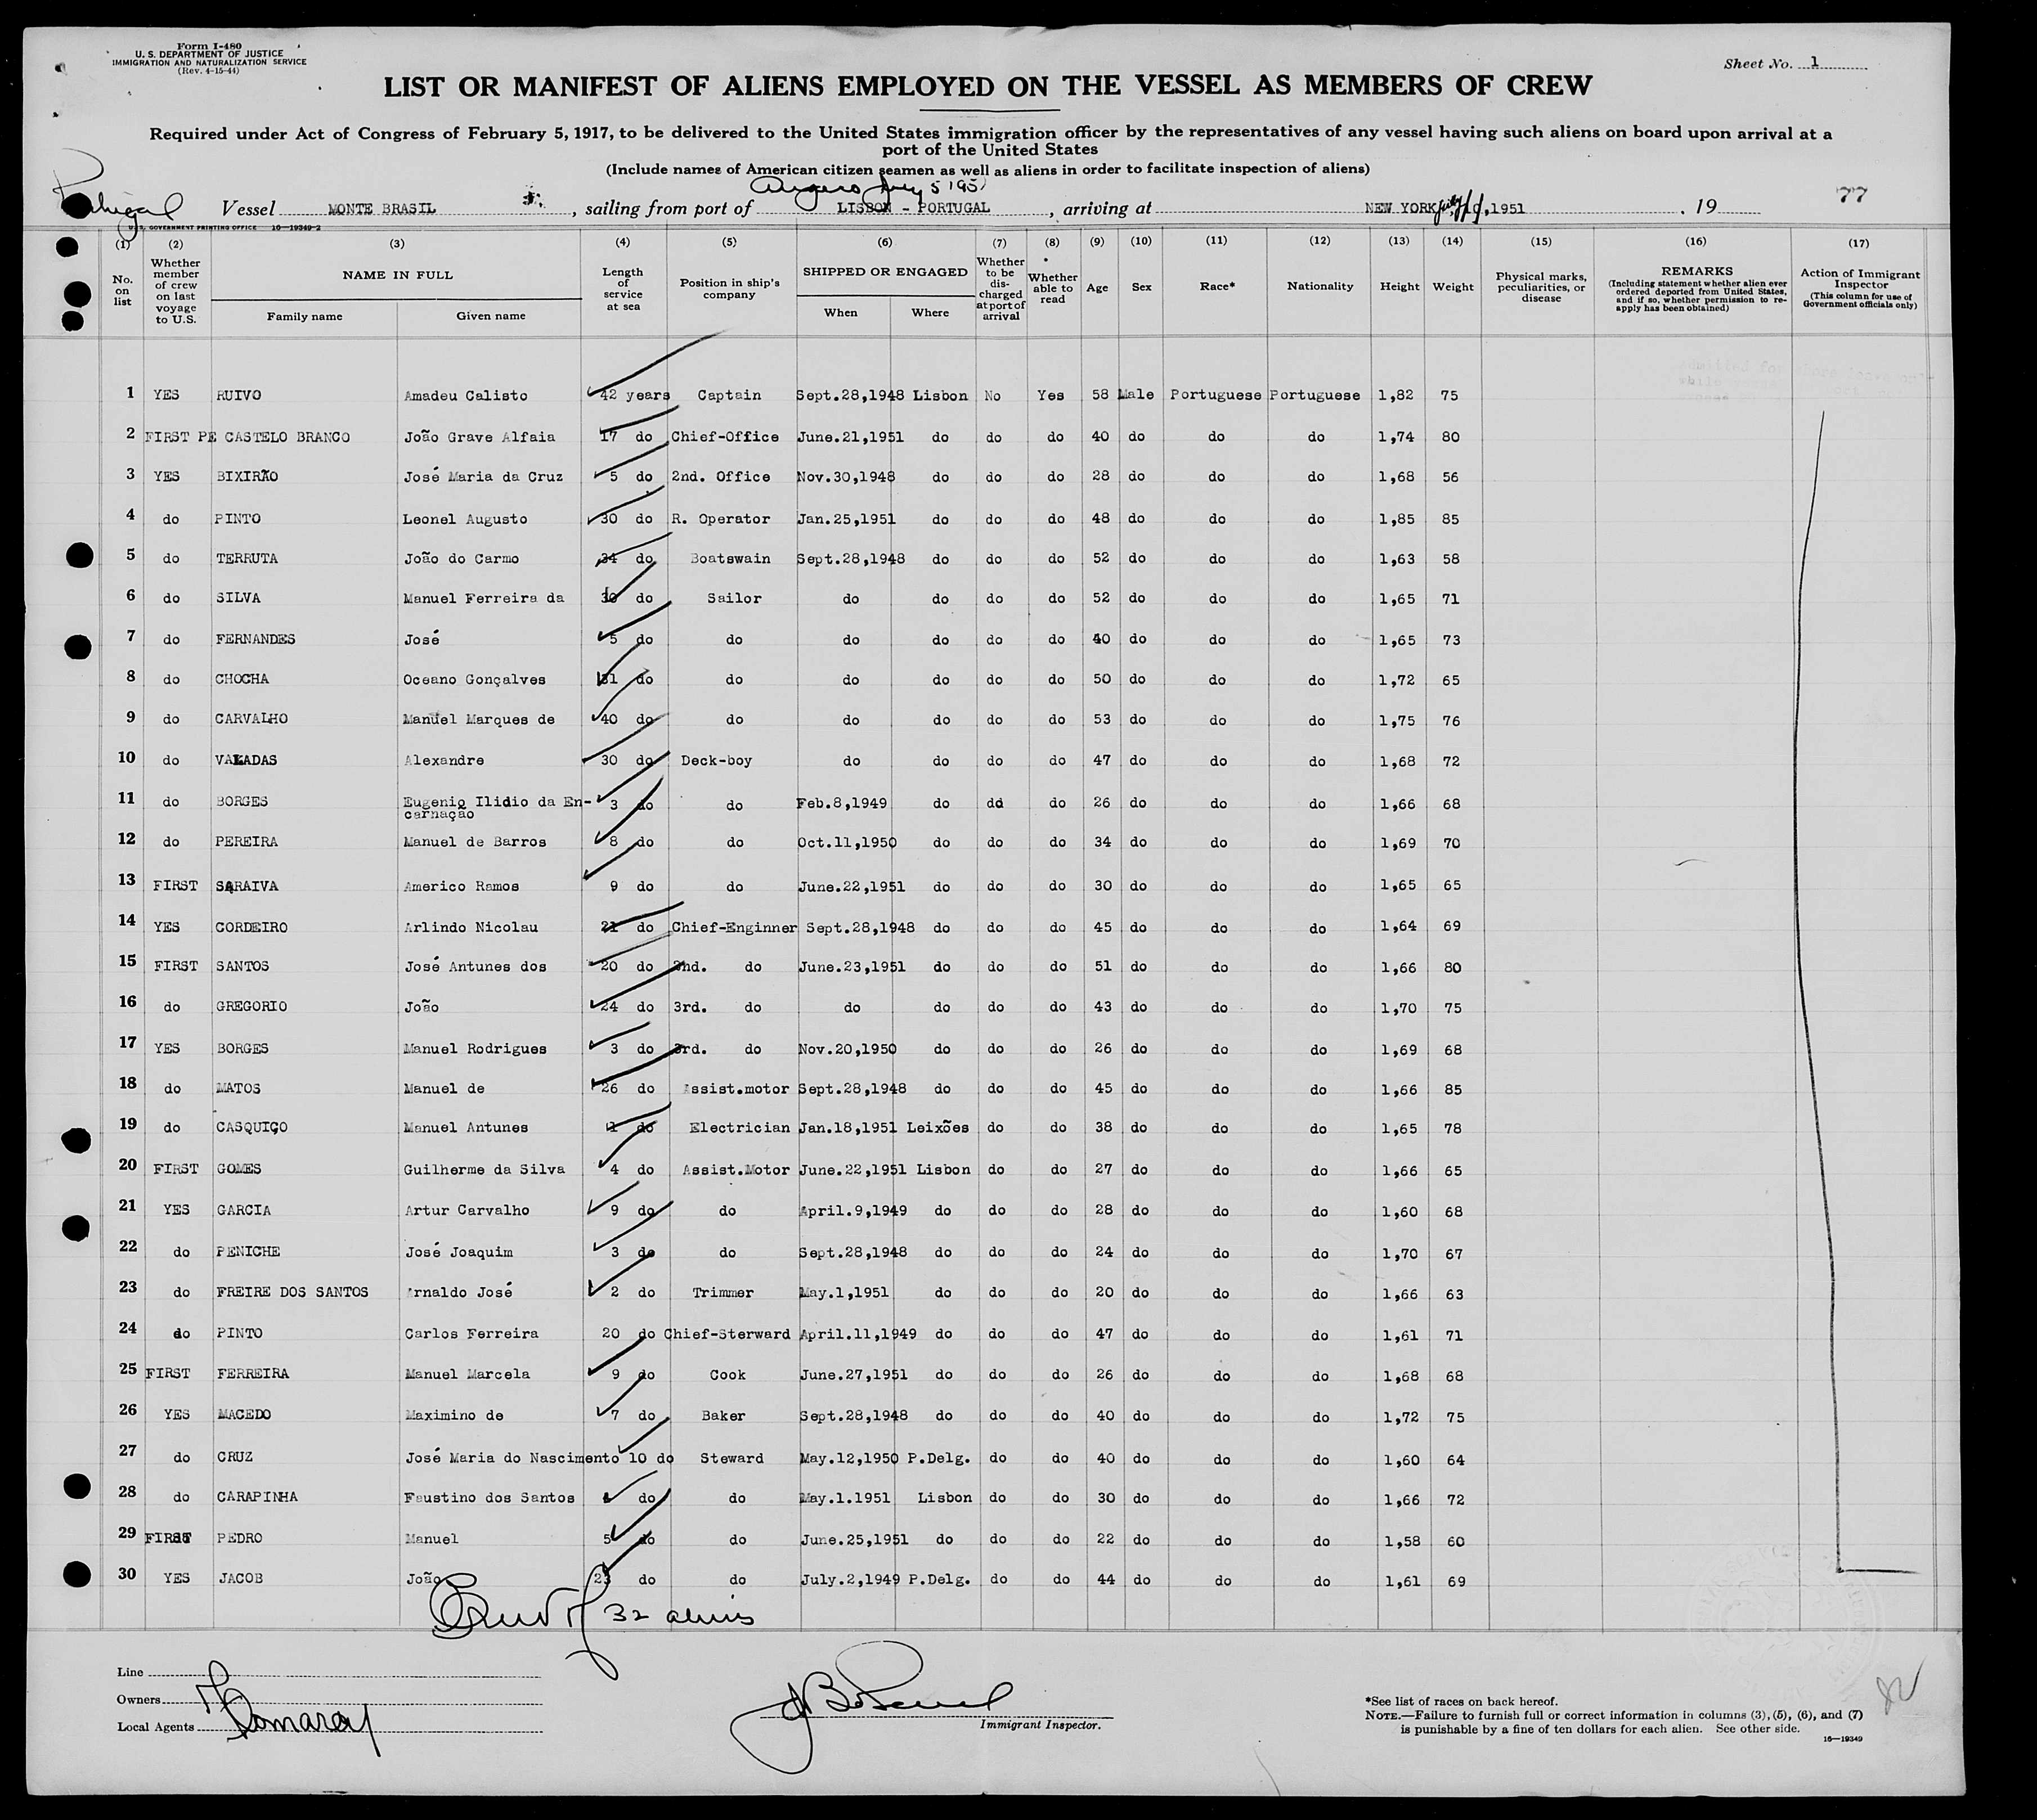 Form I-480
U. S. DEPARTMENT OF JUSTICE
IMMIGRATION AND NATURALIZATION SERVICE
(Rev. 4-15-44)
Sheet No. 1
LIST OR MANIFEST OF ALIENS EMPLOYED ON THE VESSEL AS MEMBERS OF CREW
Required under Act of Congress of February 5, 1917, to be delivered to the United States immigration officer by the representatives of any vessel having such aliens on board upon arrival at a
port of the United States
(Include names of American citizen seamen as well as aliens in order to facilitate inspection of aliens)
July 5 1951
77
Vessel MONTE BRASIL, sailing from port of LISBON - PORTUGAL, arriving at NEW YORK July 10, 1951, 19
U. S. GOVERNMENT PRINTING OFFICE 16—19349-2
(1) (2) (3) (4) (5) (6) (7) (8) (9) (10) (11) (12) (13) (14) (15) (16) (17)
No. on list | Whether member of crew on last voyage to U.S. | NAME IN FULL Family name Given name | Length of service at sea | Position in ship's company | SHIPPED OR ENGAGED When Where | Whether to be discharged at port of arrival | Whether able to read | Age | Sex | Race* | Nationality | Height | Weight | Physical marks, peculiarities, or disease | REMARKS (Including statement whether alien ever ordered deported from United States, and if so, whether permission to re-apply has been obtained) | Action of Immigrant Inspector (This column for use of Government officials only)
1 YES RUIVO Amadeu Calisto 42 years Captain Sept.28,1948 Lisbon No Yes 58 Male Portuguese Portuguese 1,82 75
2 FIRST PE CASTELO BRANCO João Grave Alfaia 17 do Chief-Office June.21,1951 do do do 40 do do do 1,74 80
3 YES BIXIRÃO José Maria da Cruz 5 do 2nd. Office Nov.30,1948 do do do 28 do do do 1,68 56
4 do PINTO Leonel Augusto 30 do R. Operator Jan.25,1951 do do do 48 do do do 1,85 85
5 do TERRUTA João do Carmo 34 do Boatswain Sept.28,1948 do do do 52 do do do 1,63 58
6 do SILVA Manuel Ferreira da 30 do Sailor do do do do 52 do do do 1,65 71
7 do FERNANDES José 5 do do do do do do 40 do do do 1,65 73
8 do CHOCHA Oceano Gonçalves 31 do do do do do do 50 do do do 1,72 65
9 do CARVALHO Manuel Marques de 40 do do do do do do 53 do do do 1,75 76
10 do VALADAS Alexandre 30 do Deck-boy do do do do 47 do do do 1,68 72
11 do BORGES Eugenio Ilidio da En-carnação 3 do do Feb.8,1949 do dd do 26 do do do 1,66 68
12 do PEREIRA Manuel de Barros 8 do do Oct.11,1950 do do do 34 do do do 1,69 70
13 FIRST SARAIVA Americo Ramos 9 do do June.22,1951 do do do 30 do do do 1,65 65
14 YES CORDEIRO Arlindo Nicolau 21 do Chief-Enginner Sept.28,1948 do do do 45 do do do 1,64 69
15 FIRST SANTOS José Antunes dos 20 do 2nd. do June.23,1951 do do do 51 do do do 1,66 80
16 do GREGORIO João 24 do 3rd. do do do do do 43 do do do 1,70 75
17 YES BORGES Manuel Rodrigues 3 do 3rd. do Nov.20,1950 do do do 26 do do do 1,69 68
18 do MATOS Manuel de 26 do Assist.motor Sept.28,1948 do do do 45 do do do 1,66 85
19 do CASQUIÇO Manuel Antunes 1 do Electrician Jan.18,1951 Leixões do do 38 do do do 1,65 78
20 FIRST GOMES Guilherme da Silva 4 do Assist.Motor June.22,1951 Lisbon do do 27 do do do 1,66 65
21 YES GARCIA Artur Carvalho 9 do do April.9,1949 do do do 28 do do do 1,60 68
22 do PENICHE José Joaquim 3 do do Sept.28,1948 do do do 24 do do do 1,70 67
23 do FREIRE DOS SANTOS Arnaldo José 2 do Trimmer May.1,1951 do do do 20 do do do 1,66 63
24 do PINTO Carlos Ferreira 20 do Chief-Sterward April.11,1949 do do do 47 do do do 1,61 71
25 FIRST FERREIRA Manuel Marcela 9 do Cook June.27,1951 do do do 26 do do do 1,68 68
26 YES MACEDO Maximino de 7 do Baker Sept.28,1948 do do do 40 do do do 1,72 75
27 do CRUZ José Maria do Nascimento 10 do Steward May.12,1950 P.Delg. do do 40 do do do 1,60 64
28 do CARAPINHA Faustino dos Santos do do May.1.1951 Lisbon do do 30 do do do 1,66 72
29 FIRST PEDRO Manuel 5 do do June.25,1951 do do do 22 do do do 1,58 60
30 YES JACOB João 23 do do July.2,1949 P.Delg. do do 44 do do do 1,61 69
32 aliens
Line
Owners
Local Agents
Immigrant Inspector.
*See list of races on back hereof.
NOTE.—Failure to furnish full or correct information in columns (3), (5), (6), and (7)
is punishable by a fine of ten dollars for each alien. See other side.
16—19349